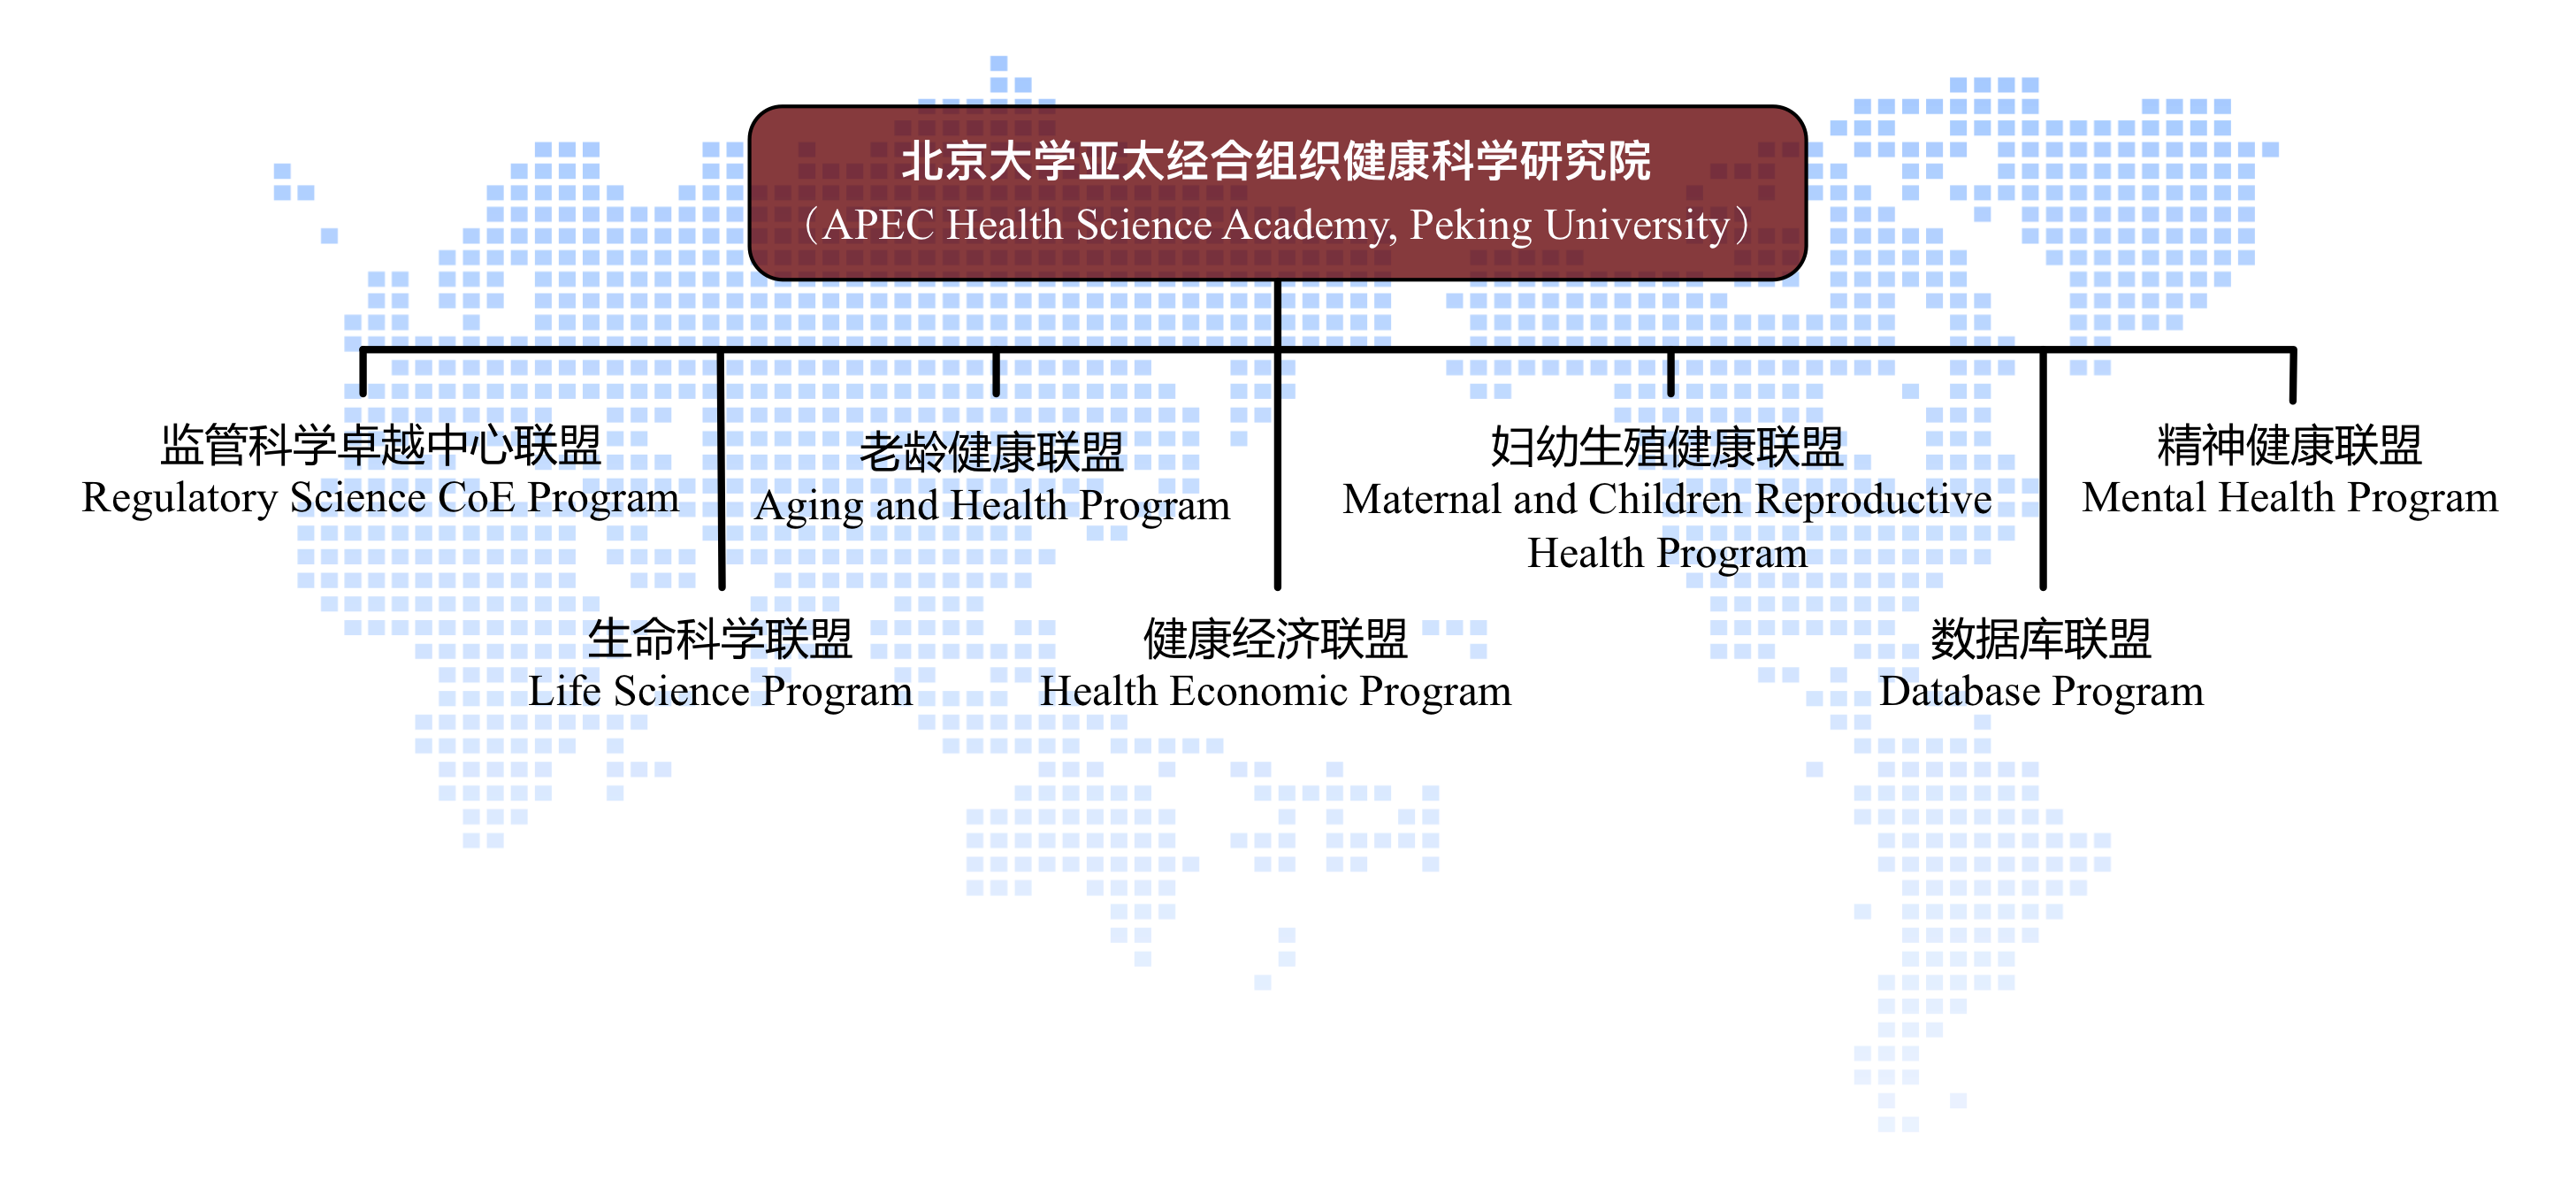 北京大学亚太经合组织健康科学研究院
（APEC Health Science Academy, Peking University）
监管科学卓越中心联盟
Regulatory Science CoE Program
老龄健康联盟
Aging and Health Program
妇幼生殖健康联盟
Maternal and Children Reproductive
Health Program
精神健康联盟
Mental Health Program
生命科学联盟
Life Science Program
健康经济联盟
Health Economic Program
数据库联盟
Database Program